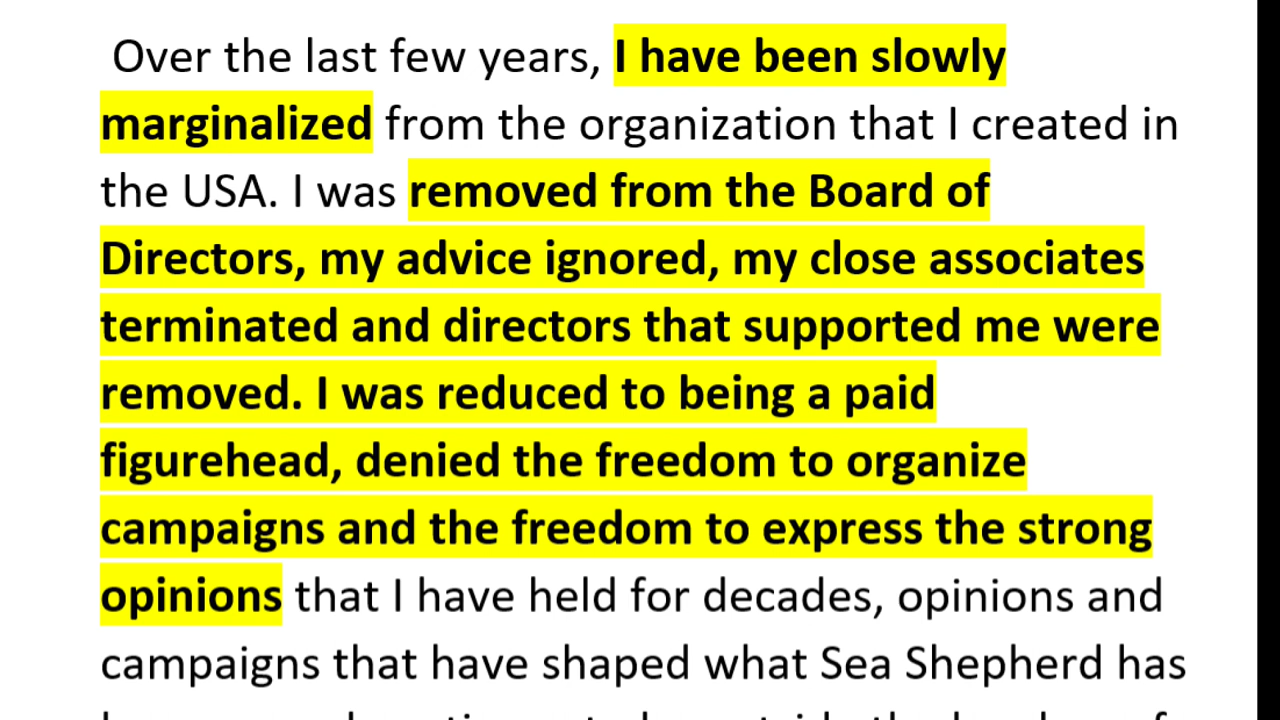 Over the last few years, I have been slowly
marginalized from the organization that I created in
the USA. I was removed from the Board of
Directors, my advice ignored, my close associates
terminated and directors that supported me were
removed. I was reduced to being a paid
figurehead, denied the freedom to organize
campaigns and the freedom to express the strong
opinions that I have held for decades, opinions and
campaigns that have shaped what Sea Shepherd has